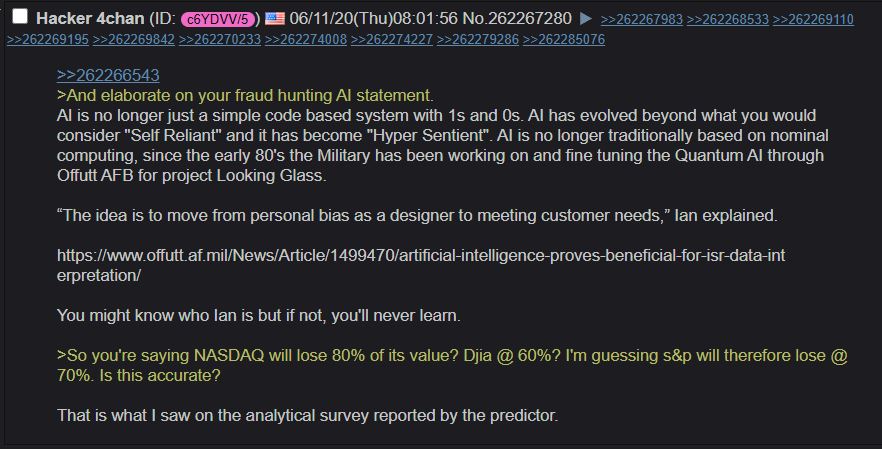 Hacker 4chan (ID: c6YDVV/5) 06/11/20(Thu)08:01:56 No.262267280 ▶ >>262267983 >>262268533 >>262269110
>>262269195 >>262269842 >>262270233 >>262274008 >>262274227 >>262279286 >>262285076
>>262266543
>And elaborate on your fraud hunting AI statement.
AI is no longer just a simple code based system with 1s and 0s. AI has evolved beyond what you would
consider "Self Reliant" and it has become "Hyper Sentient". AI is no longer traditionally based on nominal
computing, since the early 80's the Military has been working on and fine tuning the Quantum AI through
Offutt AFB for project Looking Glass.
“The idea is to move from personal bias as a designer to meeting customer needs,” Ian explained.
https://www.offutt.af.mil/News/Article/1499470/artificial-intelligence-proves-beneficial-for-isr-data-int
erpretation/
You might know who Ian is but if not, you'll never learn.
>So you're saying NASDAQ will lose 80% of its value? Djia @ 60%? I'm guessing s&p will therefore lose @
70%. Is this accurate?
That is what I saw on the analytical survey reported by the predictor.